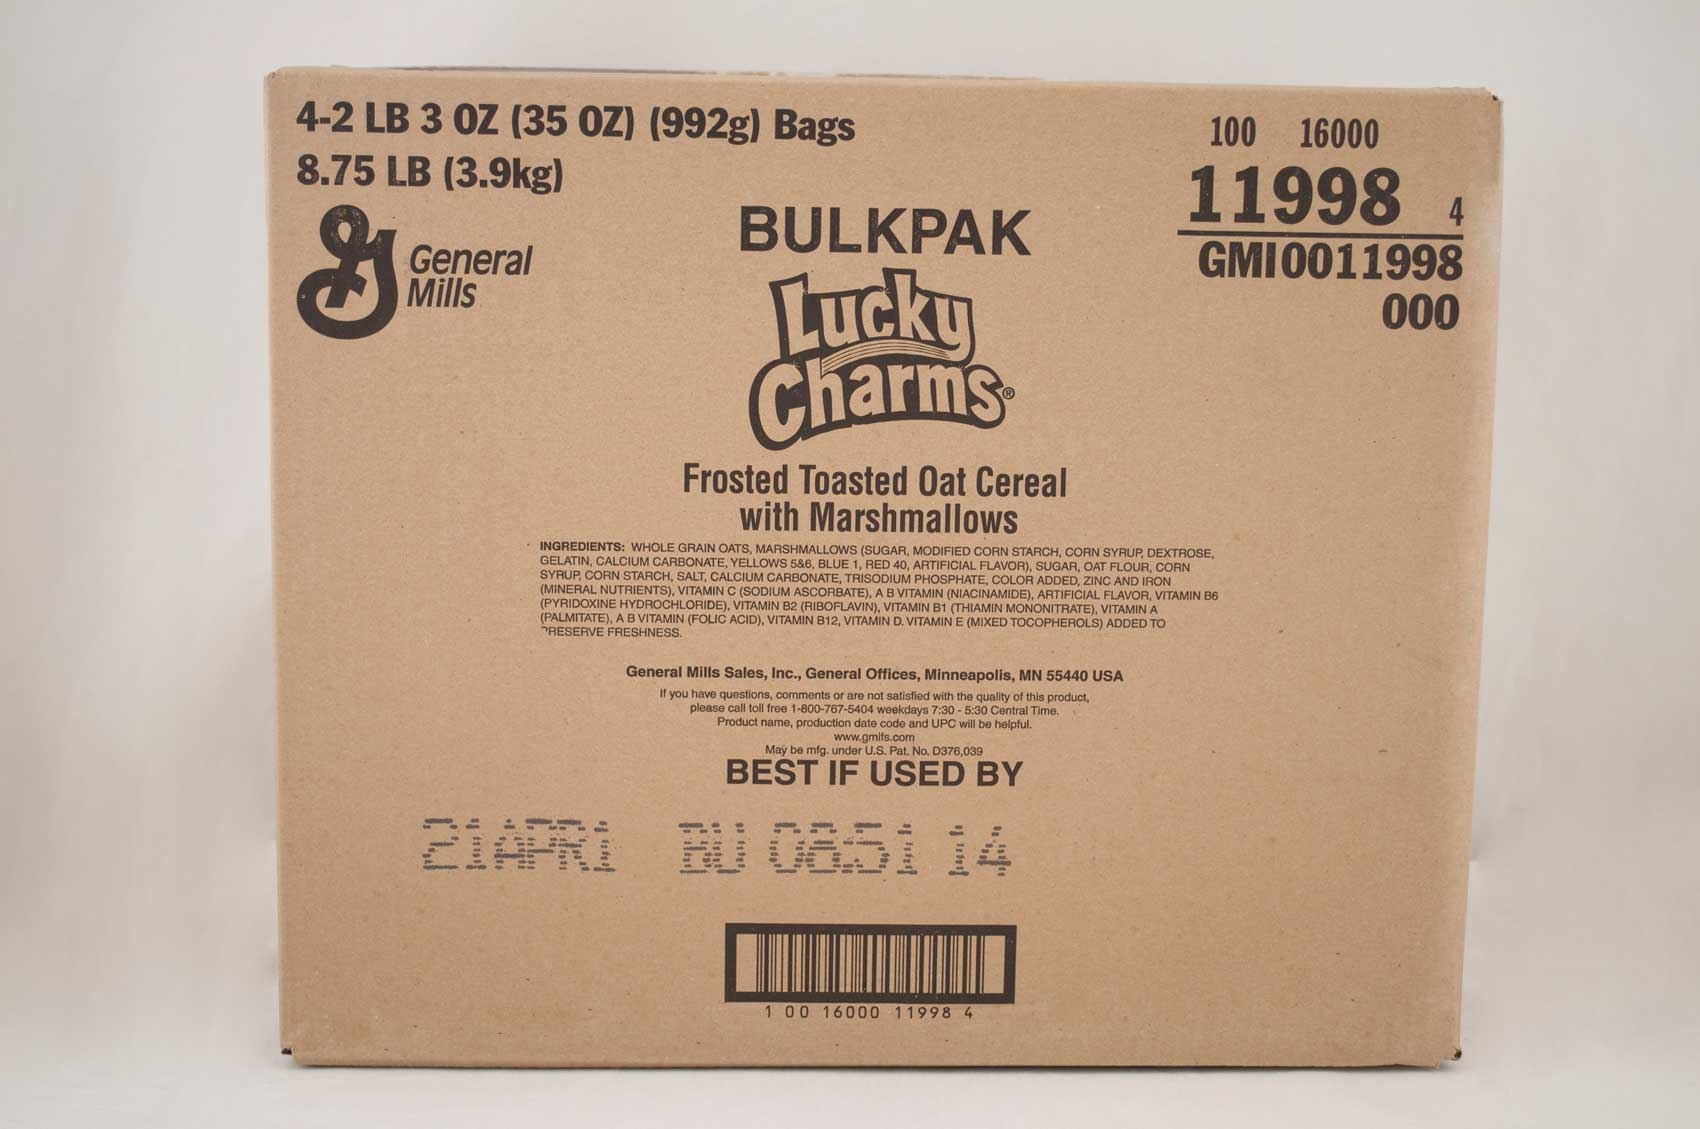 4-2 LB 3 OZ (35 OZ) (992g) Bags
8.75 LB (3.9kg)
General
Mills
100 16000
11998 4
GMI0011998
000
BULKPAK
Lucky
Charms®
Frosted Toasted Oat Cereal
with Marshmallows
INGREDIENTS: WHOLE GRAIN OATS, MARSHMALLOWS (SUGAR, MODIFIED CORN STARCH, CORN SYRUP, DEXTROSE,
GELATIN, CALCIUM CARBONATE, YELLOWS 5&6, BLUE 1, RED 40, ARTIFICIAL FLAVOR), SUGAR, OAT FLOUR, CORN
SYRUP, CORN STARCH, SALT, CALCIUM CARBONATE, TRISODIUM PHOSPHATE, COLOR ADDED, ZINC AND IRON
(MINERAL NUTRIENTS), VITAMIN C (SODIUM ASCORBATE), A B VITAMIN (NIACINAMIDE), ARTIFICIAL FLAVOR, VITAMIN B6
(PYRIDOXINE HYDROCHLORIDE), VITAMIN B2 (RIBOFLAVIN), VITAMIN B1 (THIAMIN MONONITRATE), VITAMIN A
(PALMITATE), A B VITAMIN (FOLIC ACID), VITAMIN B12, VITAMIN D. VITAMIN E (MIXED TOCOPHEROLS) ADDED TO
PRESERVE FRESHNESS.
General Mills Sales, Inc., General Offices, Minneapolis, MN 55440 USA
If you have questions, comments or are not satisfied with the quality of this product,
please call toll free 1-800-767-5404 weekdays 7:30 - 5:30 Central Time.
Product name, production date code and UPC will be helpful.
www.gmifs.com
May be mfg. under U.S. Pat. No. D376,039
BEST IF USED BY
21APR1 BU 08:51 14
1 00 16000 11998 4